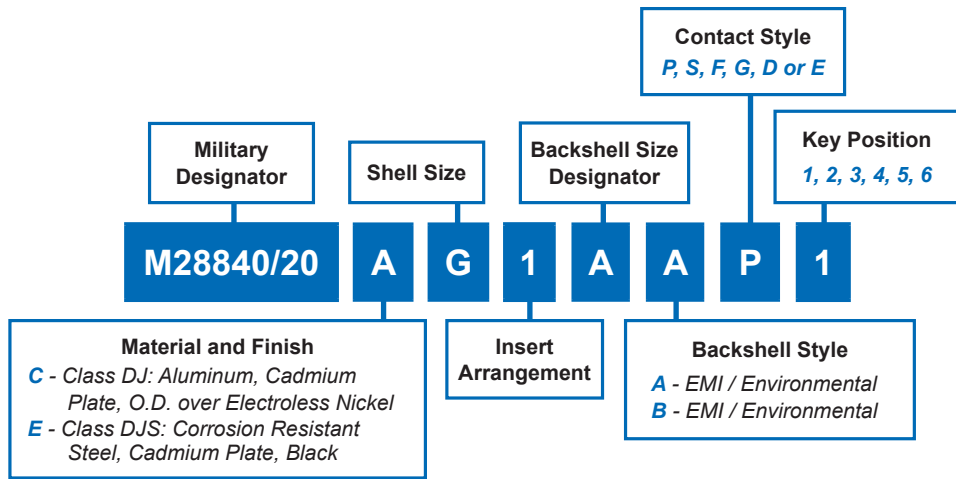 Contact Style
P, S, F, G, D or E
Military
Designator
Shell Size
Backshell Size
Designator
Key Position
1, 2, 3, 4, 5, 6
M28840/20 A G 1 A A P 1
Material and Finish
C - Class DJ: Aluminum, Cadmium
Plate, O.D. over Electroless Nickel
E - Class DJS: Corrosion Resistant
Steel, Cadmium Plate, Black
Insert
Arrangement
Backshell Style
A - EMI / Environmental
B - EMI / Environmental